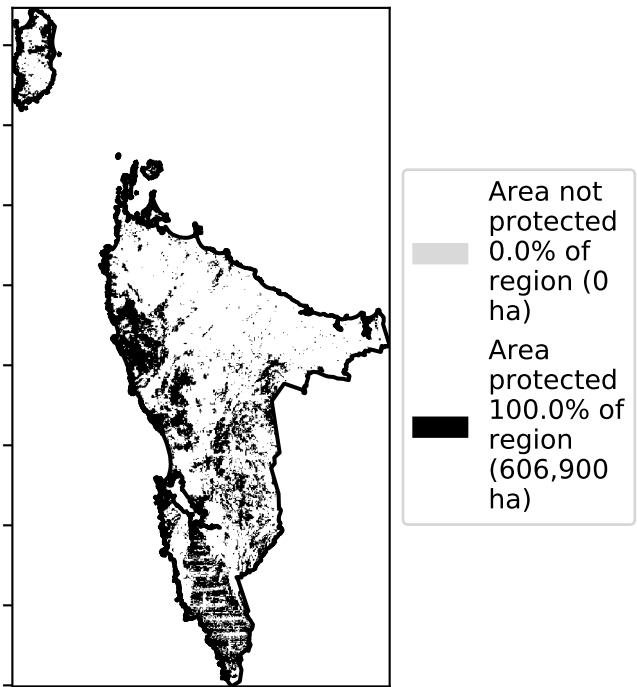 Area not
protected
0.0% of
region (0
ha)
Area
protected
100.0% of
region
(606,900
ha)